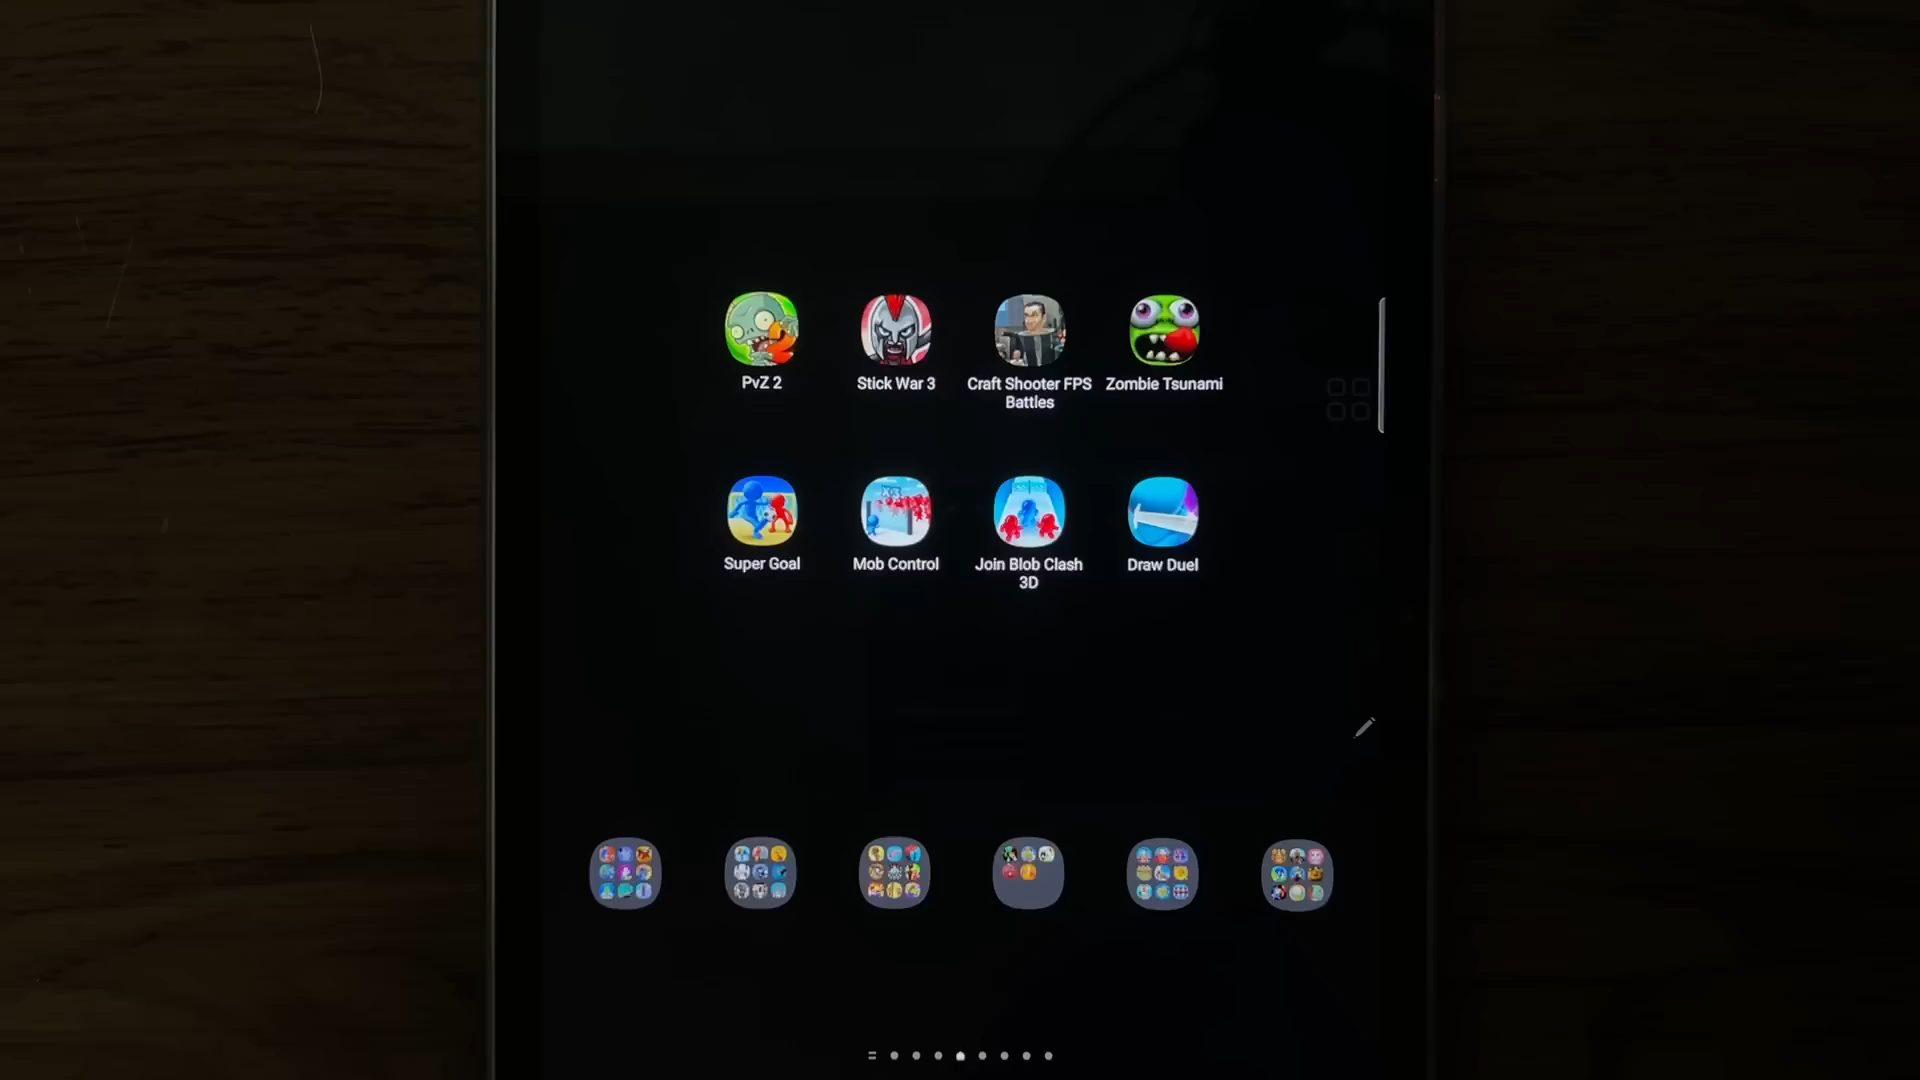 PvZ 2
Stick War 3
Craft Shooter FPS
Battles
Zombie Tsunami
Super Goal
Mob Control
Join Blob Clash
3D
Draw Duel